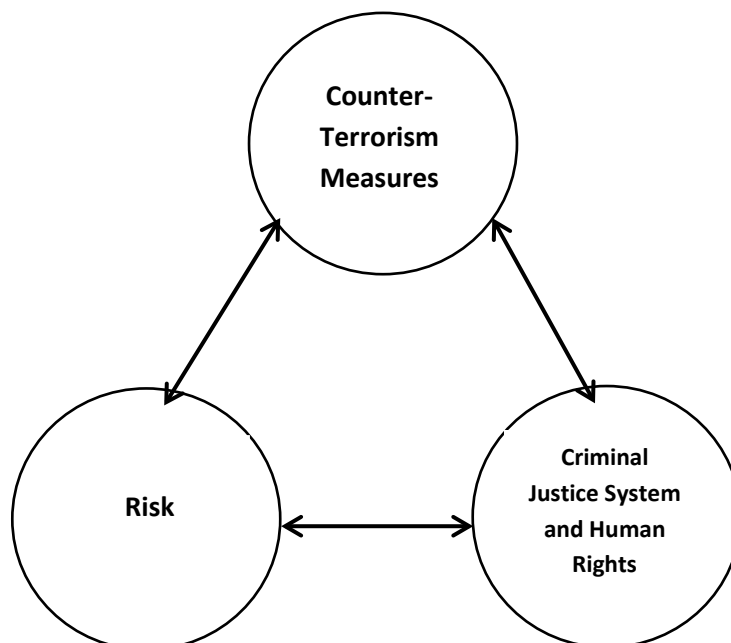 Counter-
Terrorism
Measures
Risk
Criminal
Justice System
and Human
Rights